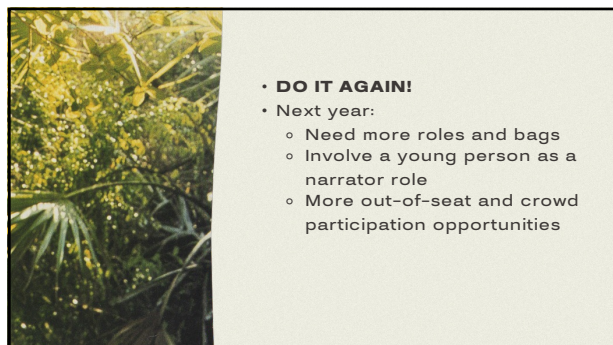 • DO IT AGAIN!
• Next year:
◦ Need more roles and bags
◦ Involve a young person as a
narrator role
◦ More out-of-seat and crowd
participation opportunities